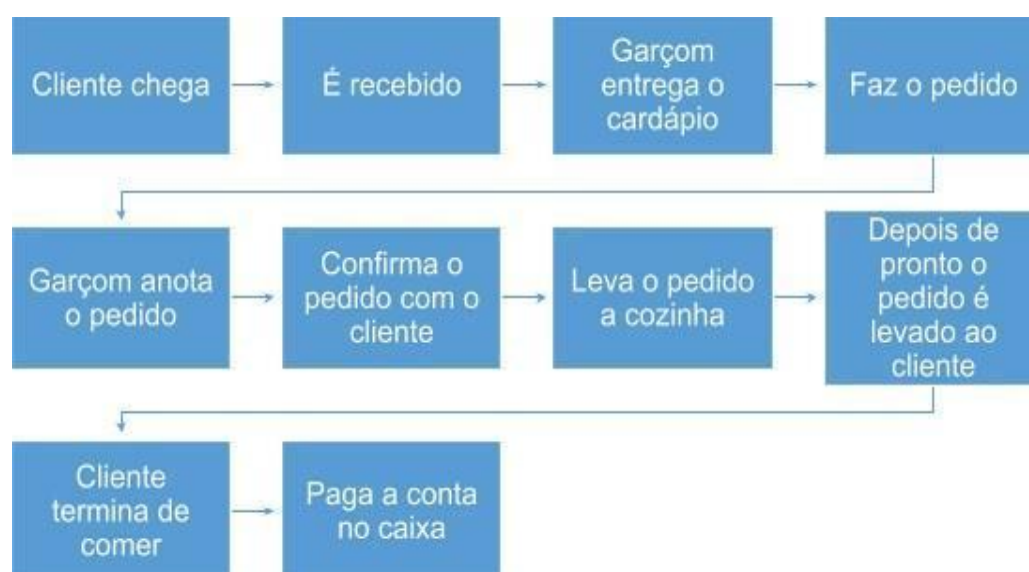 Cliente chega
É recebido
Garçom
entrega o
cardápio
Faz o pedido
Garçom anota
o pedido
Confirma o
pedido com o
cliente
Leva o pedido
a cozinha
Depois de
pronto o
pedido é
levado ao
cliente
Cliente
termina de
comer
Paga a conta
no caixa